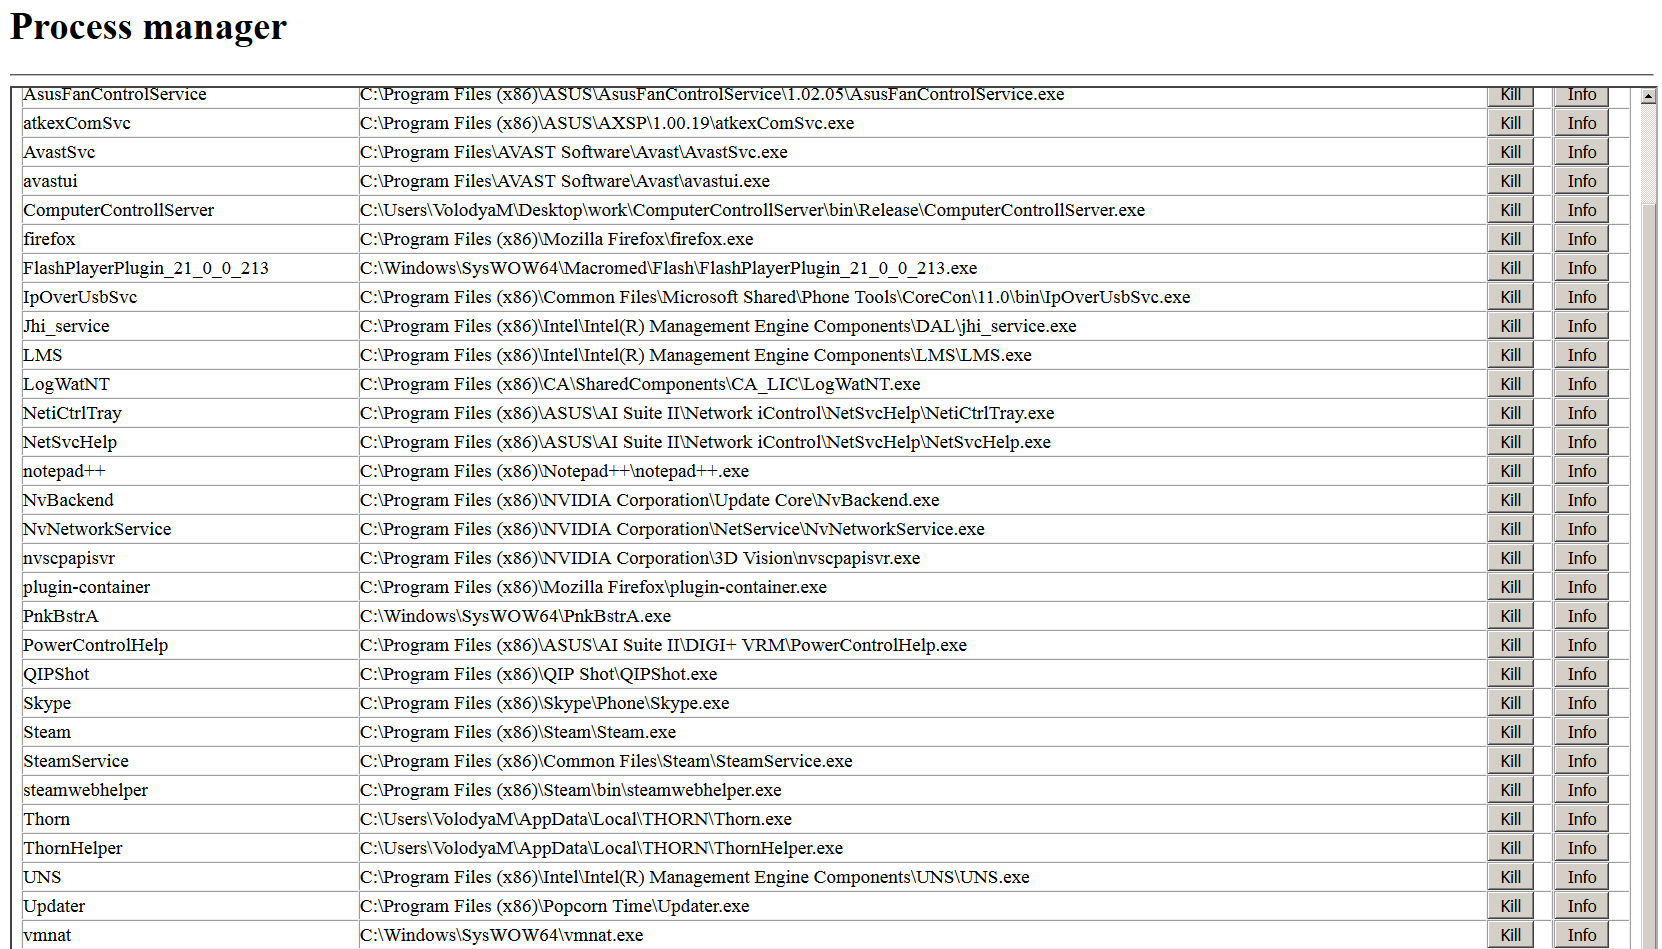 Process manager
AsusFanControlService C:\Program Files (x86)\ASUS\AsusFanControlService\1.02.05\AsusFanControlService.exe Kill Info
atkexComSvc C:\Program Files (x86)\ASUS\AXSP\1.00.19\atkexComSvc.exe Kill Info
AvastSvc C:\Program Files\AVAST Software\Avast\AvastSvc.exe Kill Info
avastui C:\Program Files\AVAST Software\Avast\avastui.exe Kill Info
ComputerControllServer C:\Users\VolodyaM\Desktop\work\ComputerControllServer\bin\Release\ComputerControllServer.exe Kill Info
firefox C:\Program Files (x86)\Mozilla Firefox\firefox.exe Kill Info
FlashPlayerPlugin_21_0_0_213 C:\Windows\SysWOW64\Macromed\Flash\FlashPlayerPlugin_21_0_0_213.exe Kill Info
IpOverUsbSvc C:\Program Files (x86)\Common Files\Microsoft Shared\Phone Tools\CoreCon\11.0\bin\IpOverUsbSvc.exe Kill Info
Jhi_service C:\Program Files (x86)\Intel\Intel(R) Management Engine Components\DAL\jhi_service.exe Kill Info
LMS C:\Program Files (x86)\Intel\Intel(R) Management Engine Components\LMS\LMS.exe Kill Info
LogWatNT C:\Program Files (x86)\CA\SharedComponents\CA_LIC\LogWatNT.exe Kill Info
NetiCtrlTray C:\Program Files (x86)\ASUS\AI Suite II\Network iControl\NetSvcHelp\NetiCtrlTray.exe Kill Info
NetSvcHelp C:\Program Files (x86)\ASUS\AI Suite II\Network iControl\NetSvcHelp\NetSvcHelp.exe Kill Info
notepad++ C:\Program Files (x86)\Notepad++\notepad++.exe Kill Info
NvBackend C:\Program Files (x86)\NVIDIA Corporation\Update Core\NvBackend.exe Kill Info
NvNetworkService C:\Program Files (x86)\NVIDIA Corporation\NetService\NvNetworkService.exe Kill Info
nvscpapisvr C:\Program Files (x86)\NVIDIA Corporation\3D Vision\nvscpapisvr.exe Kill Info
plugin-container C:\Program Files (x86)\Mozilla Firefox\plugin-container.exe Kill Info
PnkBstrA C:\Windows\SysWOW64\PnkBstrA.exe Kill Info
PowerControlHelp C:\Program Files (x86)\ASUS\AI Suite II\DIGI+ VRM\PowerControlHelp.exe Kill Info
QIPShot C:\Program Files (x86)\QIP Shot\QIPShot.exe Kill Info
Skype C:\Program Files (x86)\Skype\Phone\Skype.exe Kill Info
Steam C:\Program Files (x86)\Steam\Steam.exe Kill Info
SteamService C:\Program Files (x86)\Common Files\Steam\SteamService.exe Kill Info
steamwebhelper C:\Program Files (x86)\Steam\bin\steamwebhelper.exe Kill Info
Thorn C:\Users\VolodyaM\AppData\Local\THORN\Thorn.exe Kill Info
ThornHelper C:\Users\VolodyaM\AppData\Local\THORN\ThornHelper.exe Kill Info
UNS C:\Program Files (x86)\Intel\Intel(R) Management Engine Components\UNS\UNS.exe Kill Info
Updater C:\Program Files (x86)\Popcorn Time\Updater.exe Kill Info
vmnat C:\Windows\SysWOW64\vmnat.exe Kill Info